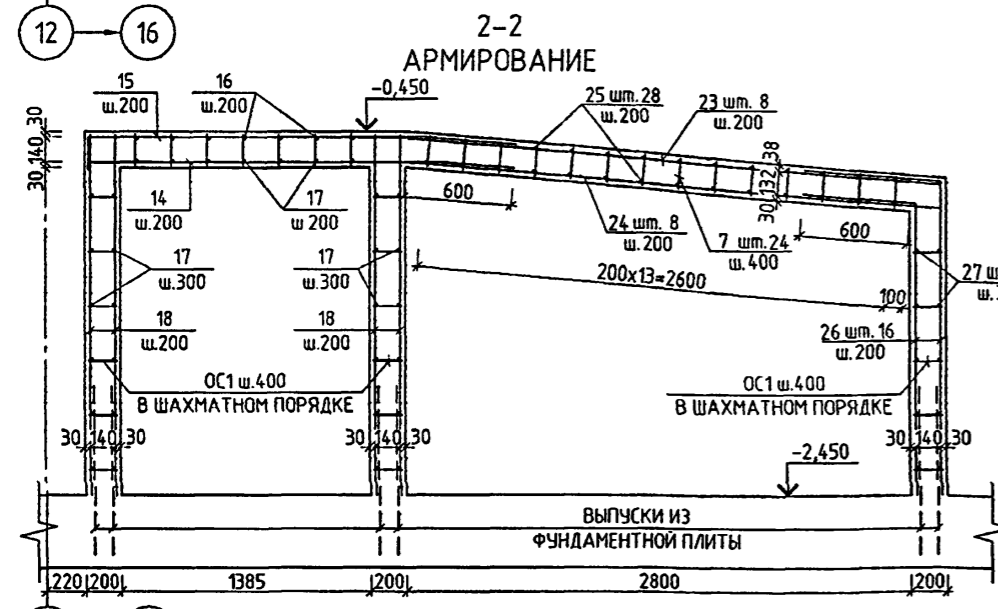 12
16
2-2
АРМИРОВАНИЕ
15
ш.200
16
ш.200
-0,450
25 шт. 28
ш.200
23 шт. 8
ш.200
30 140 30
38
132
30
14
ш.200
17
ш 200
600
24 шт. 8
ш.200
7 шт.24
ш.400
600
17
ш.300
17
ш.300
200х13=2600
100
27 ш
ш.
18
ш.200
18
ш.200
26 шт. 16
ш.200
ОС1 ш.400
В ШАХМАТНОМ ПОРЯДКЕ
ОС1 ш.400
В ШАХМАТНОМ ПОРЯДКЕ
30 140 30
30 140 30
30 140 30
-2,450
ВЫПУСКИ ИЗ
ФУНДАМЕНТНОЙ ПЛИТЫ
220 200 1385 200 2800 200